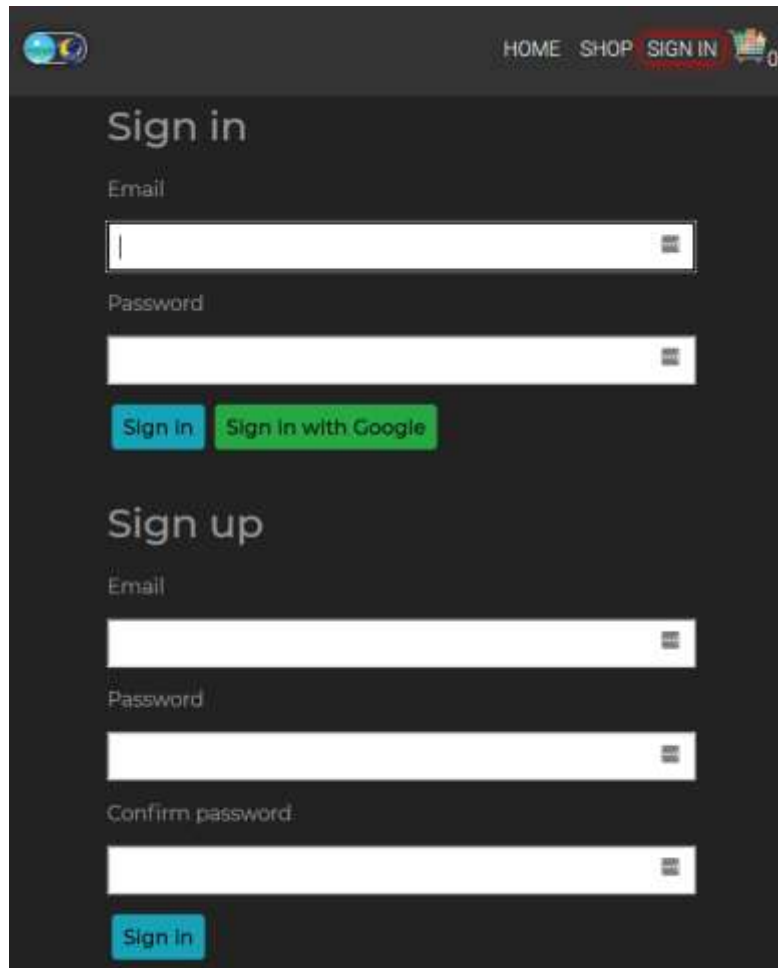 HOME SHOP SIGN IN 0
Sign in
Email
Password
Sign in Sign in with Google
Sign up
Email
Password
Confirm password
Sign in